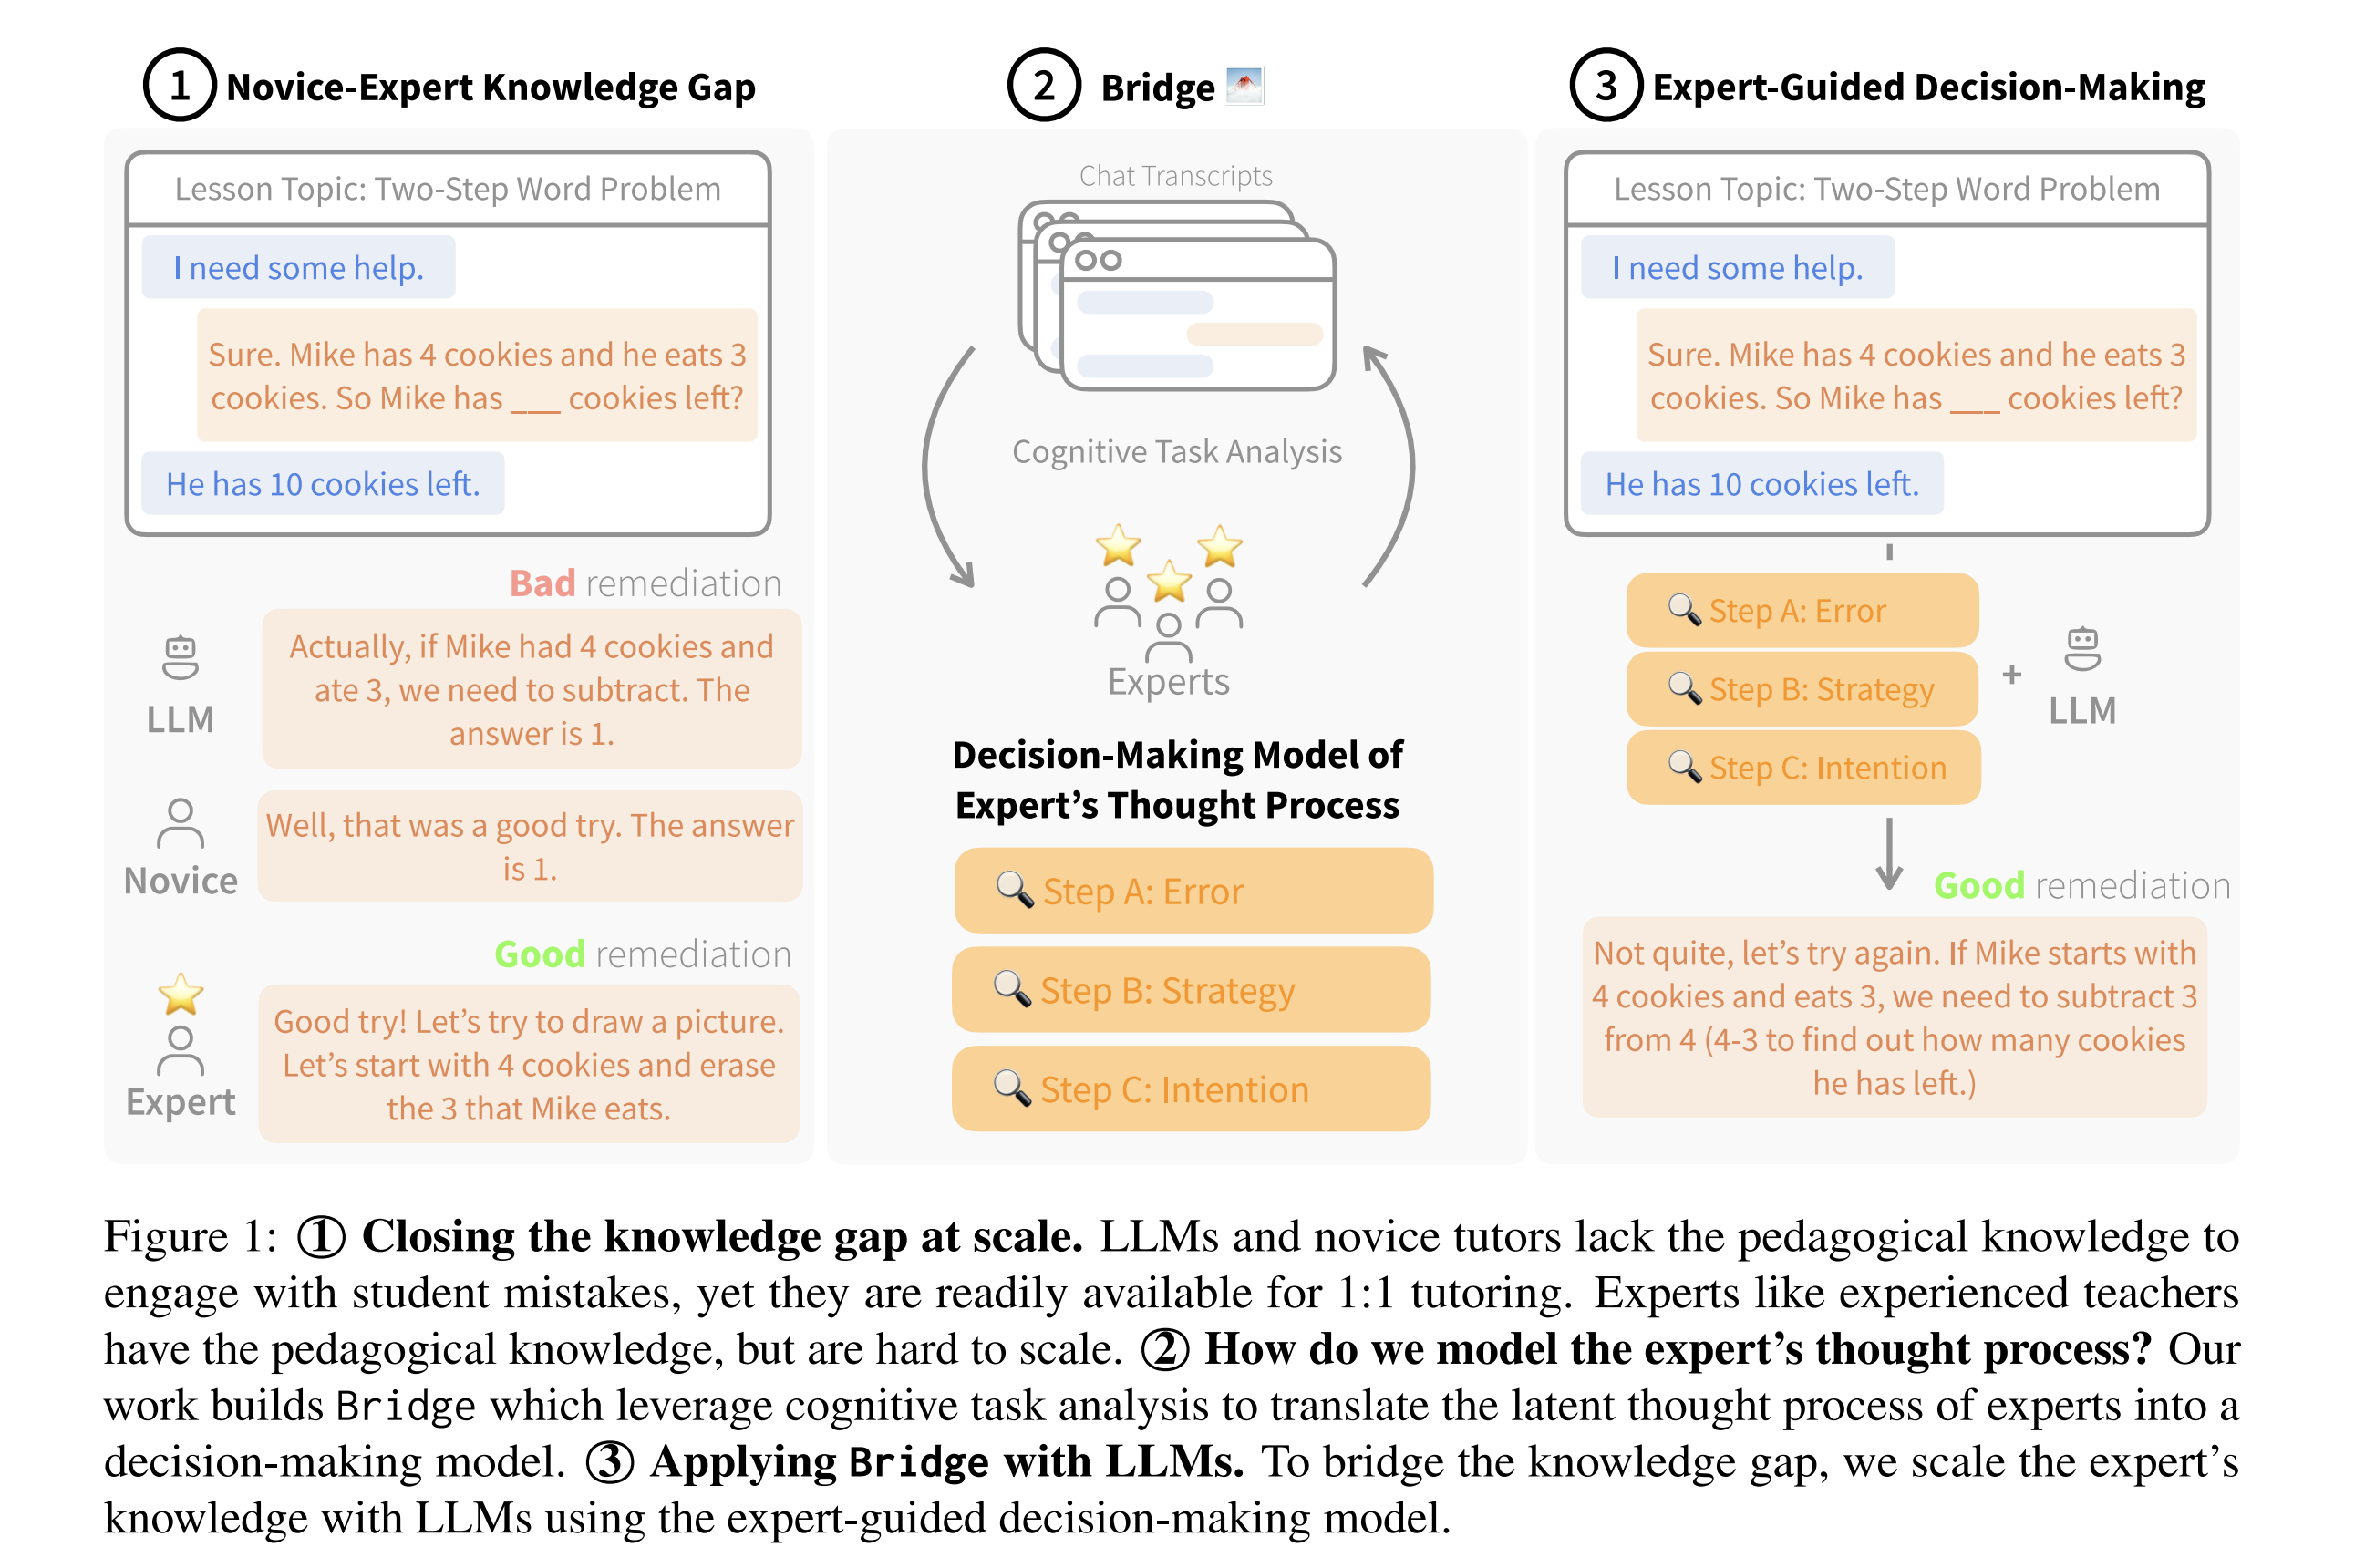 1 Novice-Expert Knowledge Gap
Lesson Topic: Two-Step Word Problem
I need some help.
Sure. Mike has 4 cookies and he eats 3
cookies. So Mike has ___ cookies left?
He has 10 cookies left.
Bad remediation
LLM
Actually, if Mike had 4 cookies and
ate 3, we need to subtract. The
answer is 1.
Novice
Well, that was a good try. The answer
is 1.
Good remediation
Expert
Good try! Let’s try to draw a picture.
Let’s start with 4 cookies and erase
the 3 that Mike eats.
2 Bridge
Chat Transcripts
Cognitive Task Analysis
Experts
Decision-Making Model of
Expert’s Thought Process
Step A: Error
Step B: Strategy
Step C: Intention
3 Expert-Guided Decision-Making
Lesson Topic: Two-Step Word Problem
I need some help.
Sure. Mike has 4 cookies and he eats 3
cookies. So Mike has ___ cookies left?
He has 10 cookies left.
Step A: Error
Step B: Strategy
Step C: Intention
+
LLM
Good remediation
Not quite, let’s try again. If Mike starts with
4 cookies and eats 3, we need to subtract 3
from 4 (4-3 to find out how many cookies
he has left.)
Figure 1: ① Closing the knowledge gap at scale. LLMs and novice tutors lack the pedagogical knowledge to
engage with student mistakes, yet they are readily available for 1:1 tutoring. Experts like experienced teachers
have the pedagogical knowledge, but are hard to scale. ② How do we model the expert’s thought process? Our
work builds Bridge which leverage cognitive task analysis to translate the latent thought process of experts into a
decision-making model. ③ Applying Bridge with LLMs. To bridge the knowledge gap, we scale the expert’s
knowledge with LLMs using the expert-guided decision-making model.